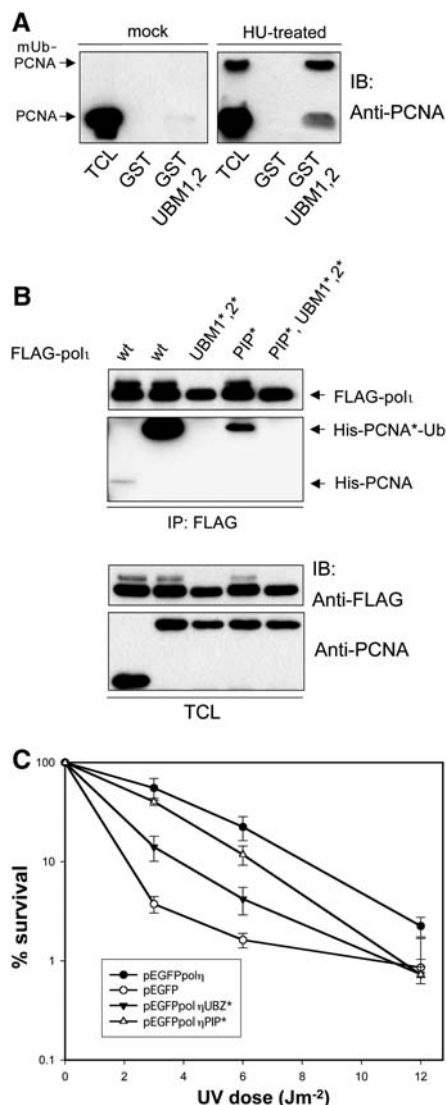 A
mock
HU-treated
mUb-
PCNA
PCNA
IB:
Anti-PCNA
TCL
GST
GST
UBM1,2
TCL
GST
GST
UBM1,2
B
FLAG-polι
wt
wt
UBM1*,2*
PIP*
PIP*, UBM1*,2*
FLAG-polι
His-PCNA*-Ub
His-PCNA
IP: FLAG
IB:
Anti-FLAG
Anti-PCNA
TCL
C
% survival
100
10
1
0.1
pEGFPpolη
pEGFP
pEGFPpolηUBZ*
pEGFPpolηPIP*
0
2
4
6
8
10
12
UV dose (Jm-2)